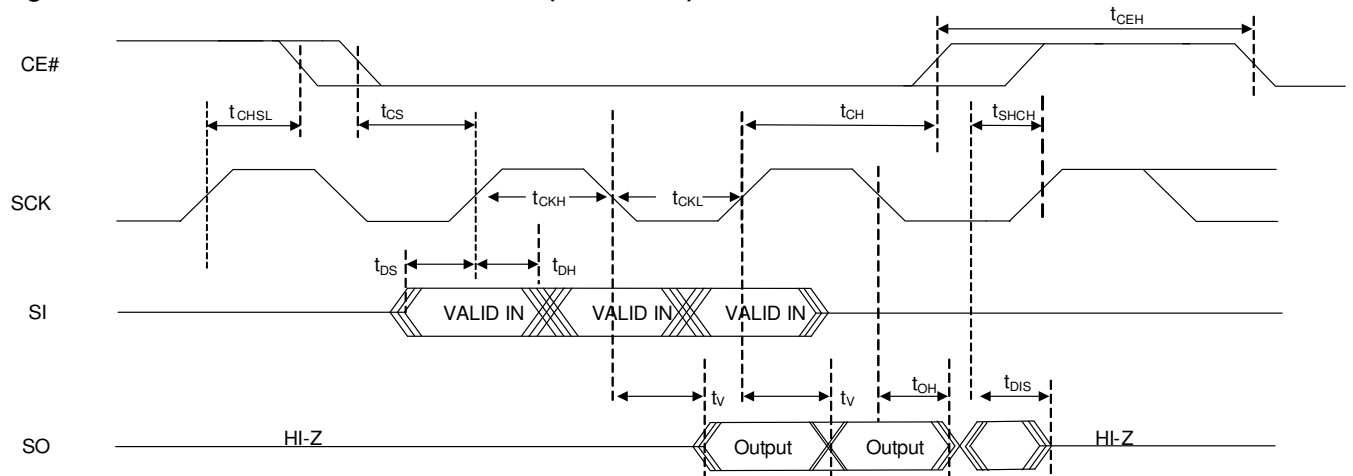 tCEH
CE#
tCHSL
tCS
tCH
tSHCH
SCK
tCKH
tCKL
tDS
tDH
SI
VALID IN
VALID IN
VALID IN
tV
tV
tOH
tDIS
SO
HI-Z
Output
Output
HI-Z